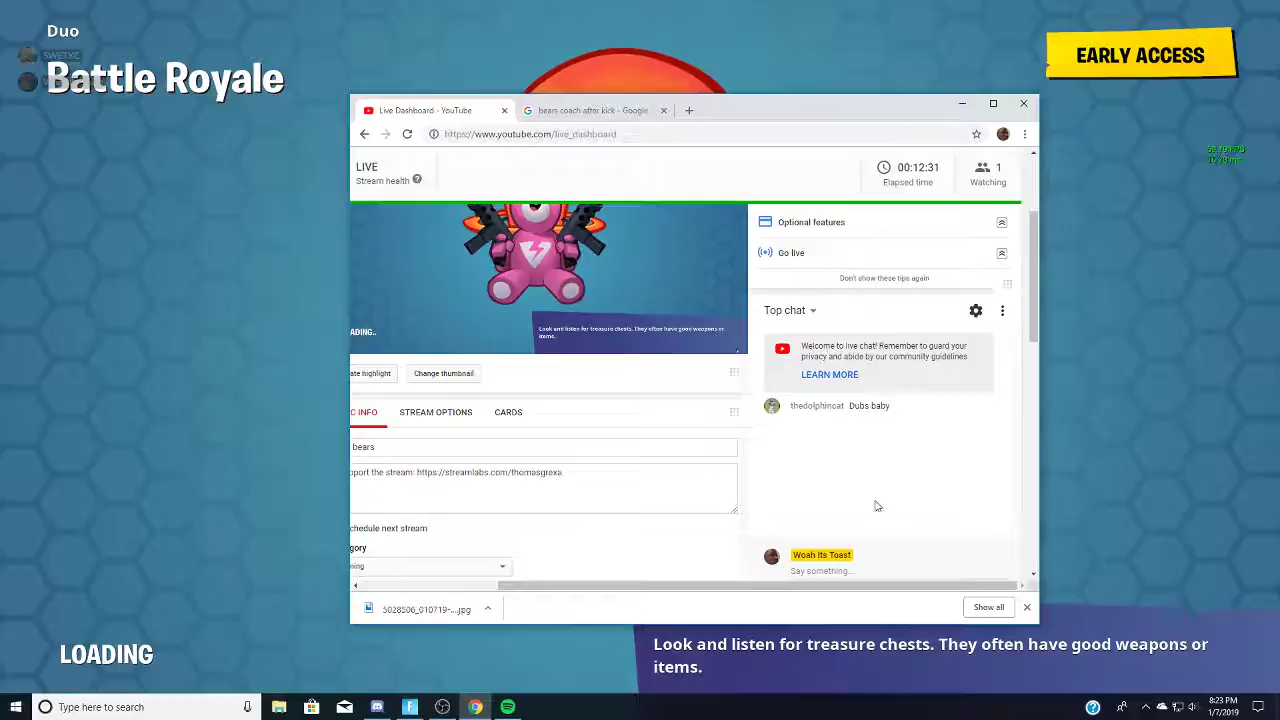 Duo
SWETYC
Battle Royale
EARLY ACCESS
Live Dashboard - YouTube
bears coach after kick - Google
https://www.youtube.com/live_dashboard
LIVE
Stream health
00:12:31
Elapsed time
1
Watching
Optional features
Go live
Don't show these tips again
ADING..
Look and listen for treasure chests. They often have good weapons or
items.
Top chat
Welcome to live chat! Remember to guard your
privacy and abide by our community guidelines
LEARN MORE
ate highlight
Change thumbnail
thedolphincat Dubs baby
C INFO
STREAM OPTIONS
CARDS
bears
pport the stream: https://streamlabs.com/thomasgrexa
chedule next stream
gory
ning
Woah Its Toast
Say something...
5028506_010719-....jpg
Show all
LOADING
Look and listen for treasure chests. They often have good weapons or
items.
Type here to search
8:23 PM
1/7/2019